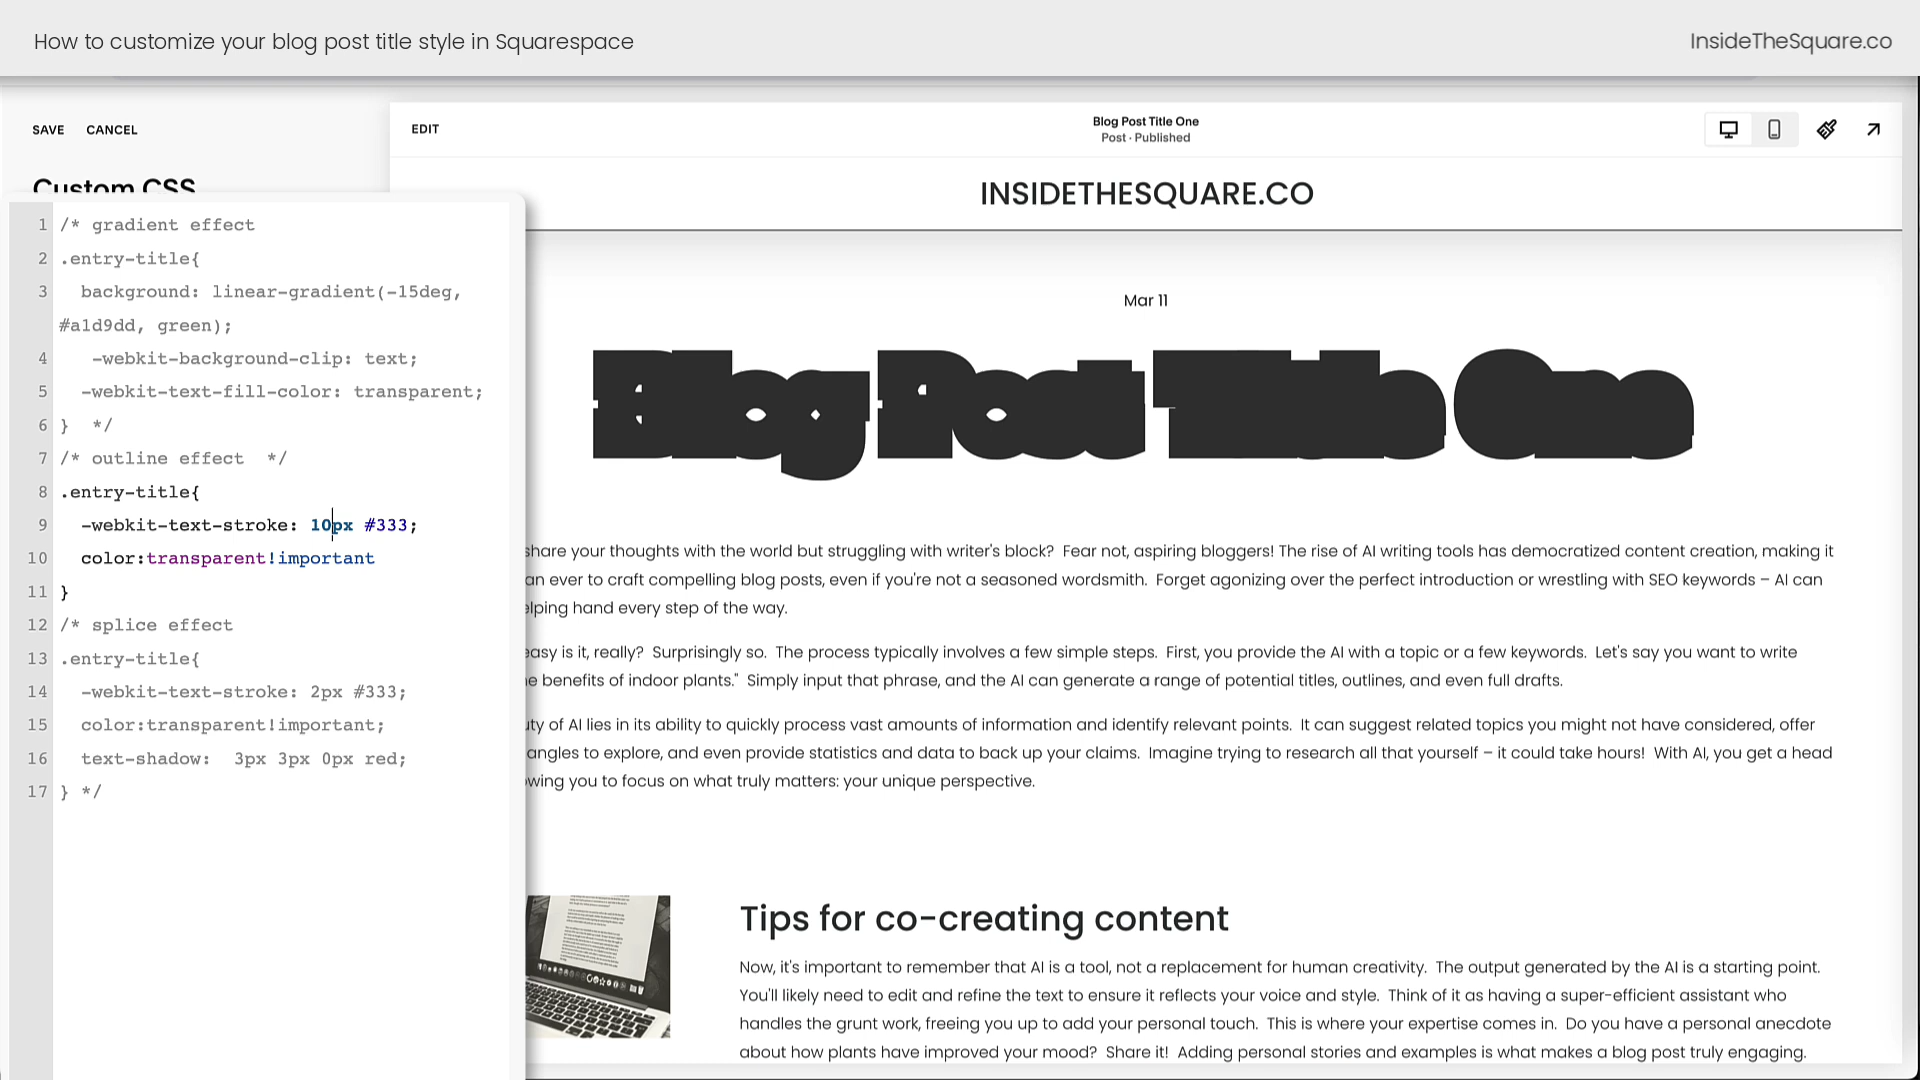 How to customize your blog post title style in Squarespace
InsideTheSquare.co
SAVE CANCEL
Custom CSS
EDIT
Blog Post Title One
Post · Published
INSIDETHESQUARE.CO
1 /* gradient effect
2 .entry-title{
3 background: linear-gradient(-15deg,
#a1d9dd, green);
4 -webkit-background-clip: text;
5 -webkit-text-fill-color: transparent;
6 } */
7 /* outline effect */
8 .entry-title{
9 -webkit-text-stroke: 10px #333;
10 color:transparent!important
11 }
12 /* splice effect
13 .entry-title{
14 -webkit-text-stroke: 2px #333;
15 color:transparent!important;
16 text-shadow: 3px 3px 0px red;
17 } */
Mar 11
Blog Post Title One
share your thoughts with the world but struggling with writer's block? Fear not, aspiring bloggers! The rise of AI writing tools has democratized content creation, making it
an ever to craft compelling blog posts, even if you're not a seasoned wordsmith. Forget agonizing over the perfect introduction or wrestling with SEO keywords – AI can
elping hand every step of the way.
easy is it, really? Surprisingly so. The process typically involves a few simple steps. First, you provide the AI with a topic or a few keywords. Let's say you want to write
e benefits of indoor plants." Simply input that phrase, and the AI can generate a range of potential titles, outlines, and even full drafts.
uty of AI lies in its ability to quickly process vast amounts of information and identify relevant points. It can suggest related topics you might not have considered, offer
angles to explore, and even provide statistics and data to back up your claims. Imagine trying to research all that yourself – it could take hours! With AI, you get a head
owing you to focus on what truly matters: your unique perspective.
Tips for co-creating content
Now, it's important to remember that AI is a tool, not a replacement for human creativity. The output generated by the AI is a starting point.
You'll likely need to edit and refine the text to ensure it reflects your voice and style. Think of it as having a super-efficient assistant who
handles the grunt work, freeing you up to add your personal touch. This is where your expertise comes in. Do you have a personal anecdote
about how plants have improved your mood? Share it! Adding personal stories and examples is what makes a blog post truly engaging.